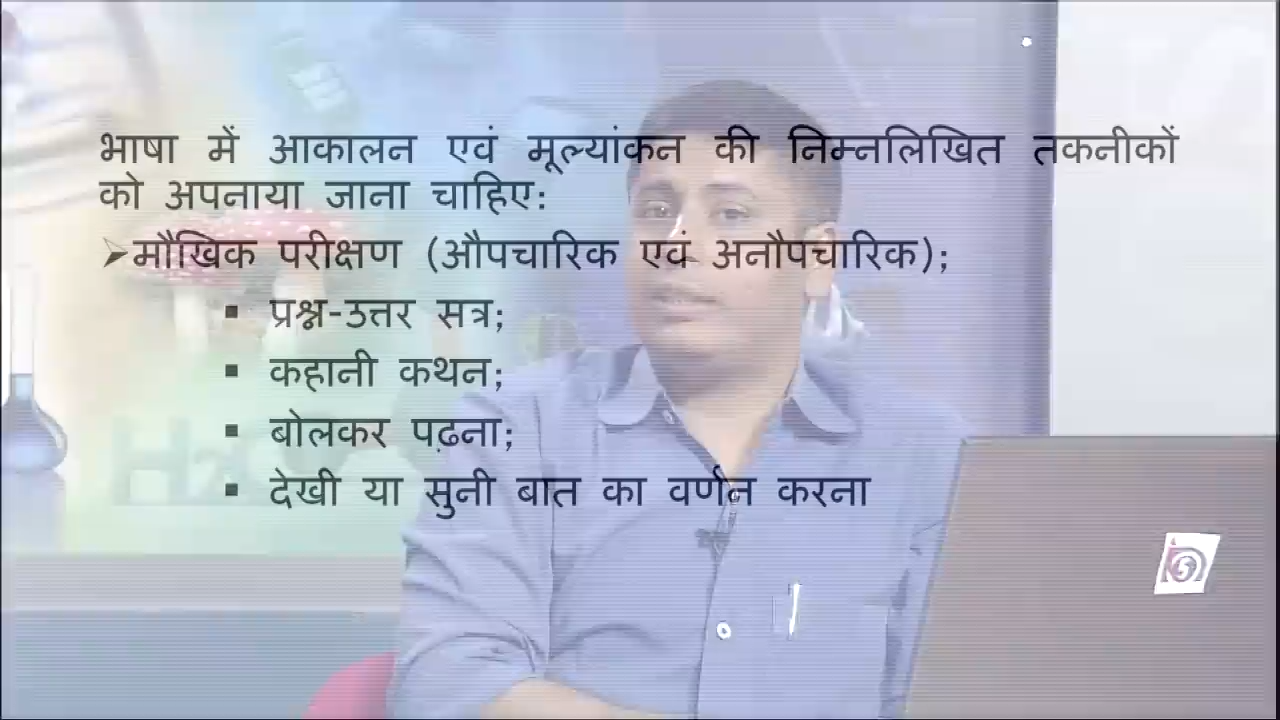 भाषा में आकालन एवं मूल्यांकन की निम्नलिखित तकनीकों
को अपनाया जाना चाहिए:
➢मौखिक परीक्षण (औपचारिक एवं अनौपचारिक);
▪ प्रश्न-उत्तर सत्र;
▪ कहानी कथन;
▪ बोलकर पढ़ना;
▪ देखी या सुनी बात का वर्णन करना